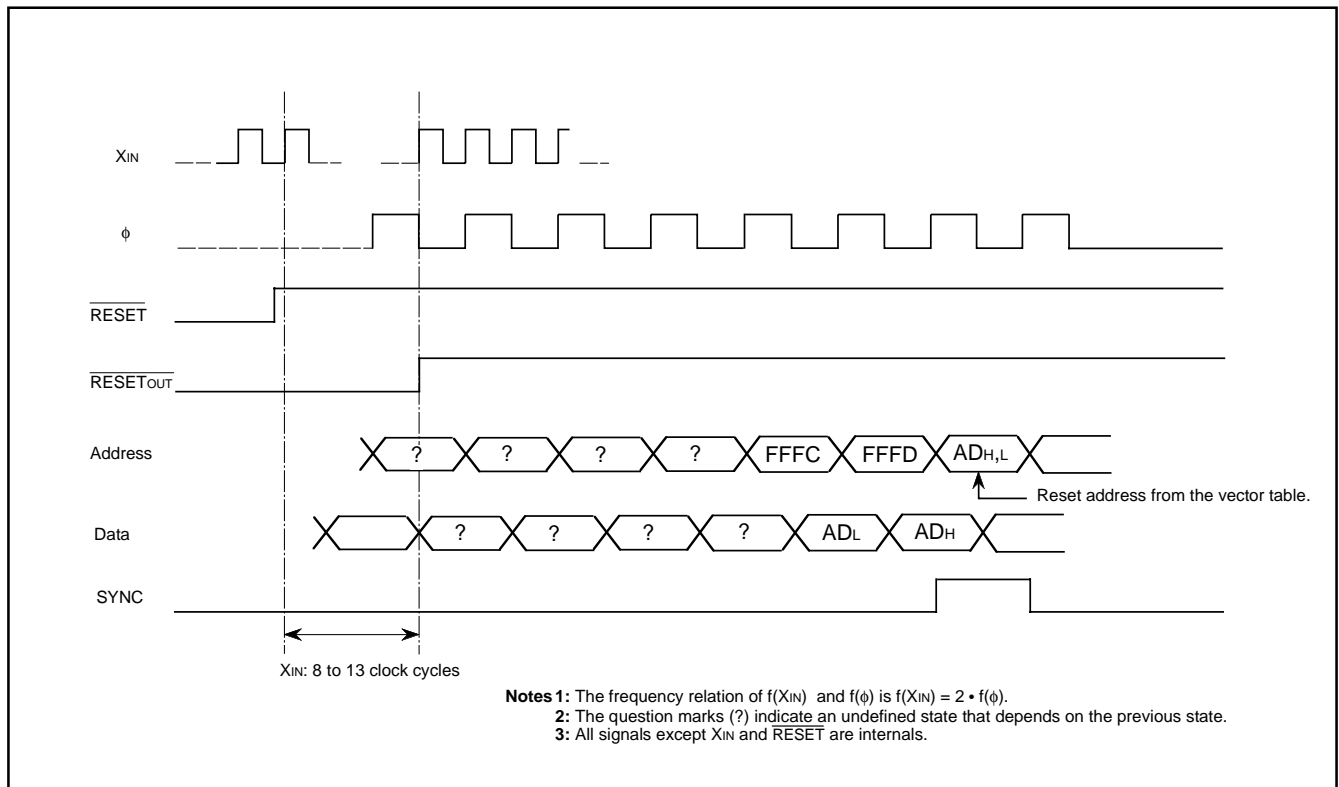 XIN
φ
RESET
RESETOUT
Address
? ? ? ? FFFC FFFD ADH,L
Reset address from the vector table.
Data
? ? ? ? ADL ADH
SYNC
XIN: 8 to 13 clock cycles
Notes 1: The frequency relation of f(XIN) and f(φ) is f(XIN) = 2 • f(φ).
2: The question marks (?) indicate an undefined state that depends on the previous state.
3: All signals except XIN and RESET are internals.